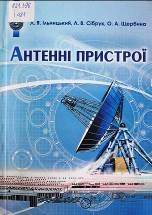 Л. Я. Ільницький, Л. В. Сібрук, О. А. Щербина
АНТЕННІ ПРИСТРОЇ